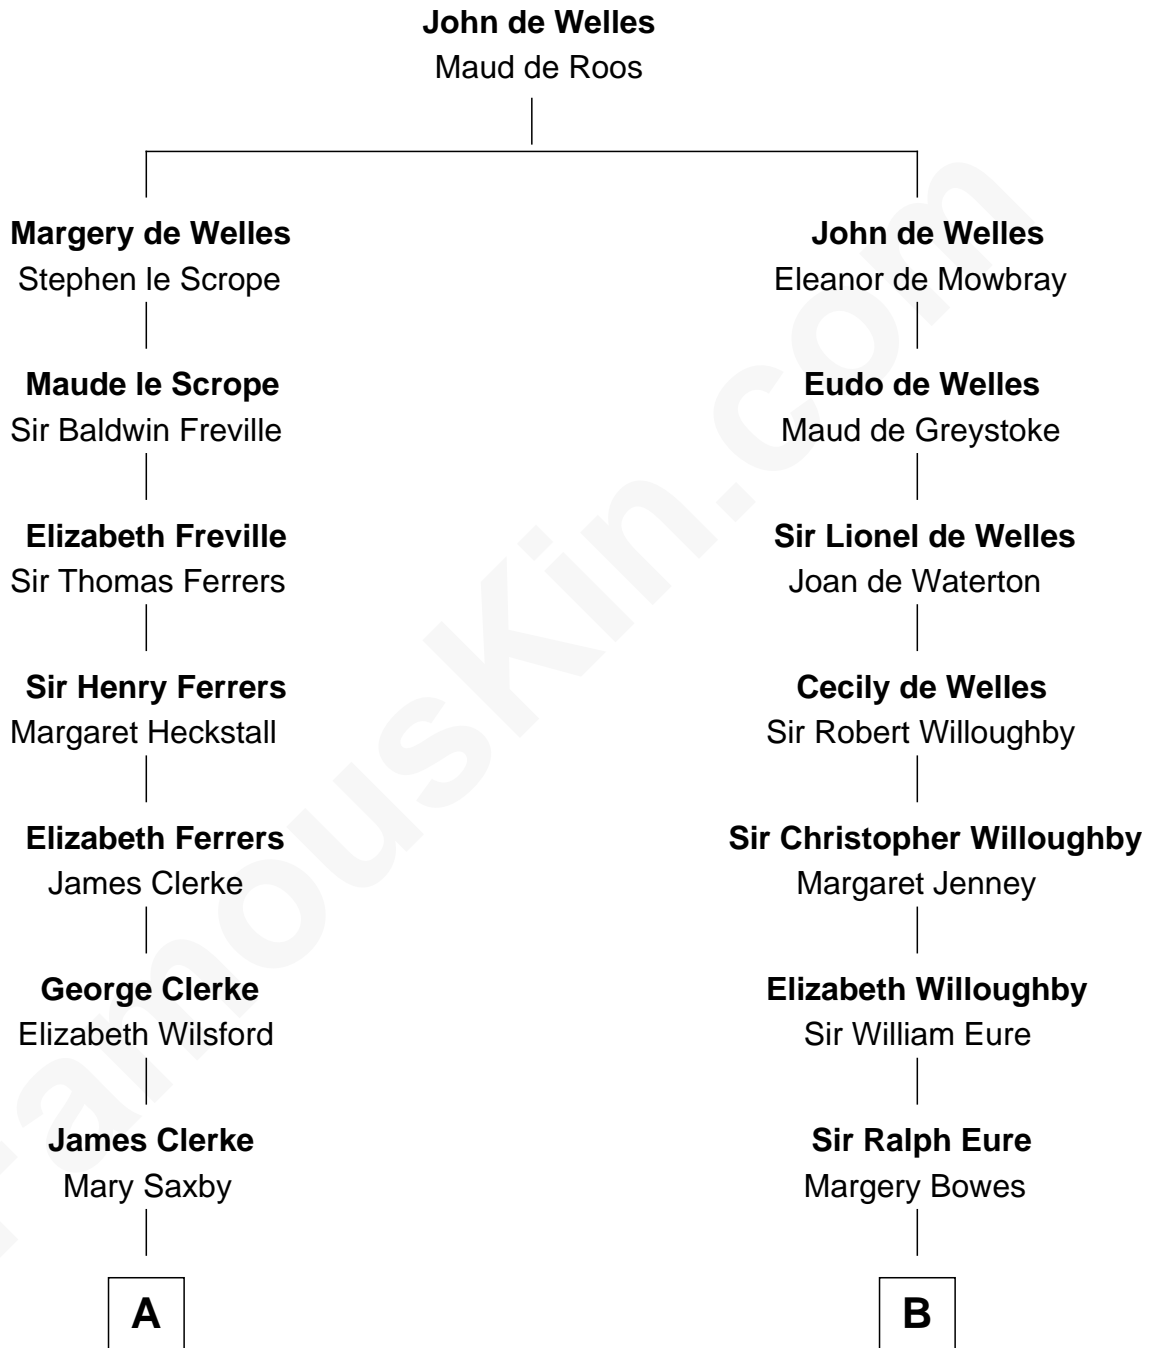 John de Welles
Maud de Roos
Margery de Welles
Stephen le Scrope
John de Welles
Eleanor de Mowbray
Maude le Scrope
Sir Baldwin Freville
Eudo de Welles
Maud de Greystoke
Elizabeth Freville
Sir Thomas Ferrers
Sir Lionel de Welles
Joan de Waterton
Sir Henry Ferrers
Margaret Heckstall
Cecily de Welles
Sir Robert Willoughby
Elizabeth Ferrers
James Clerke
Sir Christopher Willoughby
Margaret Jenney
George Clerke
Elizabeth Wilsford
Elizabeth Willoughby
Sir William Eure
James Clerke
Mary Saxby
Sir Ralph Eure
Margery Bowes
A
B
FamousKin.com